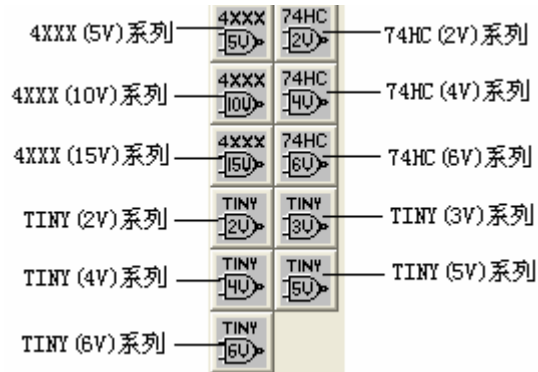 4XXX (5V)系列
4XXX
5V
74HC
2V
74HC (2V)系列
4XXX (10V)系列
4XXX
10V
74HC
4V
74HC (4V)系列
4XXX (15V)系列
4XXX
15V
74HC
6V
74HC (6V)系列
TINY (2V)系列
TINY
2V
TINY
3V
TINY (3V)系列
TINY (4V)系列
TINY
4V
TINY
5V
TINY (5V)系列
TINY (6V)系列
TINY
6V